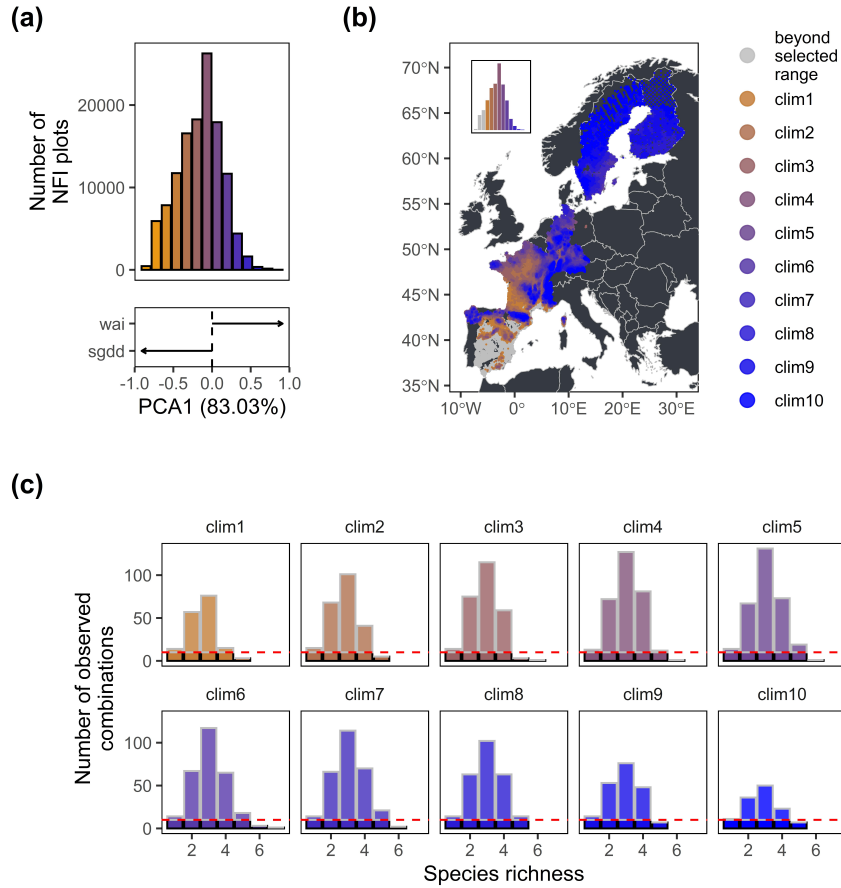 (a)
Number of
NFI plots
20000
10000
0
wai
sgdd
-1.0 -0.5 0.0 0.5 1.0
PCA1 (83.03%)
(b)
70°N
65°N
60°N
55°N
50°N
45°N
40°N
35°N
10°W 0° 10°E 20°E 30°E
beyond
selected
range
clim1
clim2
clim3
clim4
clim5
clim6
clim7
clim8
clim9
clim10
(c)
Number of observed
combinations
clim1 clim2 clim3 clim4 clim5
100
50
0
clim6 clim7 clim8 clim9 clim10
100
50
0
2 4 6 2 4 6 2 4 6 2 4 6 2 4 6
Species richness